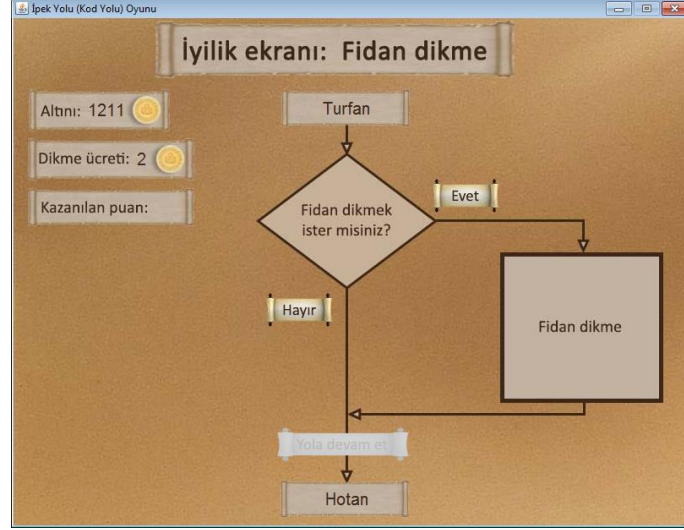 İpek Yolu (Kod Yolu) Oyunu
İyilik ekranı: Fidan dikme
Altını: 1211
Dikme ücreti: 2
Kazanılan puan:
Turfan
Fidan dikmek
ister misiniz?
Evet
Hayır
Fidan dikme
Yola devam et
Hotan